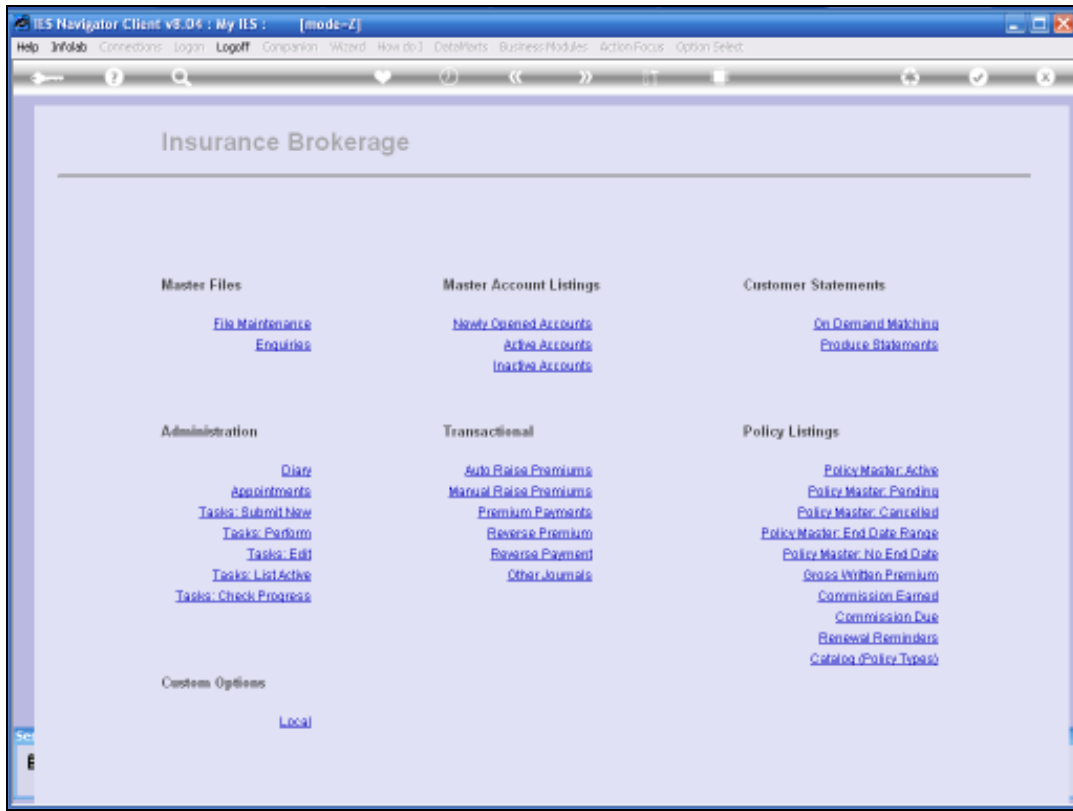 IES Navigator Client v8.04 : My IES :      [mode=Z]
Help  Infolab  Connections  Logon  Logoff  Companion  Wizard  How do I  DataMarts  Business Modules  Action Focus  Option Select
Insurance Brokerage
Master Files
File Maintenance
Enquiries
Master Account Listings
Newly Opened Accounts
Active Accounts
Inactive Accounts
Customer Statements
On Demand Matching
Produce Statements
Administration
Diary
Appointments
Tasks: Submit New
Tasks: Perform
Tasks: Edit
Tasks: List Active
Tasks: Check Progress
Transactional
Auto Raise Premiums
Manual Raise Premiums
Premium Payments
Reverse Premium
Reverse Payment
Other Journals
Policy Listings
Policy Master: Active
Policy Master: Pending
Policy Master: Cancelled
Policy Master: End Date Range
Policy Master: No End Date
Gross Written Premium
Commission Earned
Commission Due
Renewal Reminders
Catalog (Policy Types)
Custom Options
Local